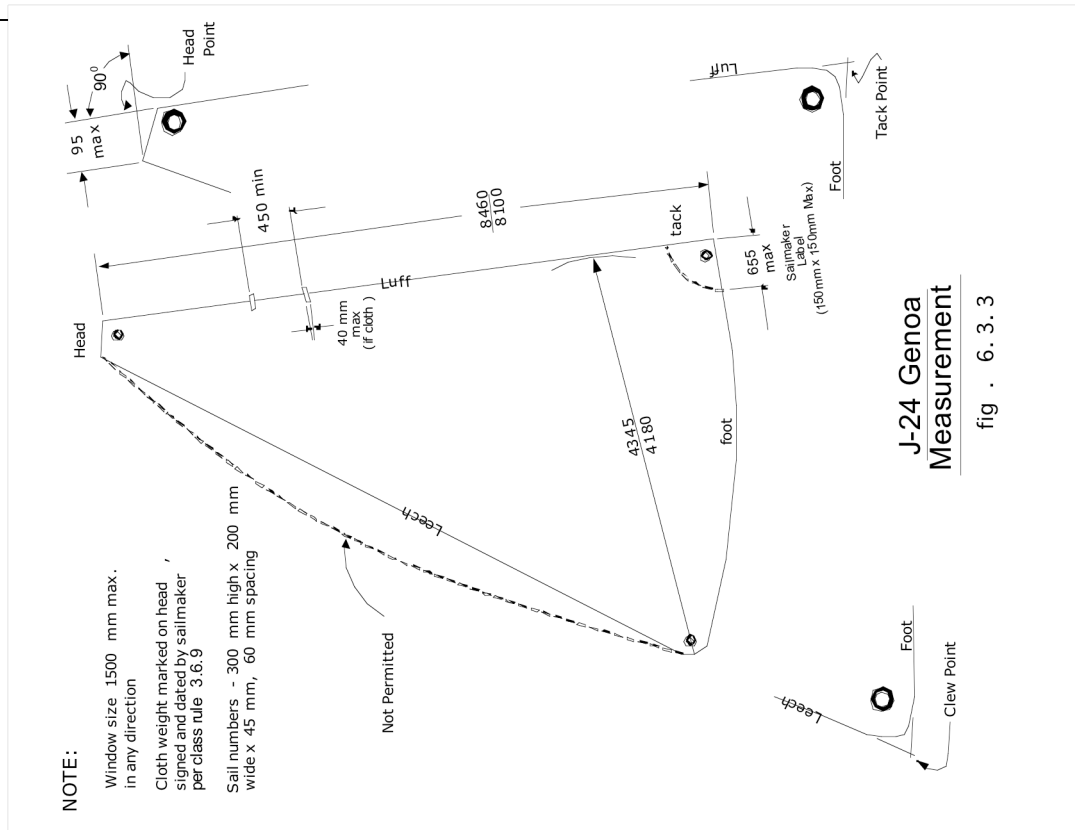 NOTE:
Window size 1500 mm max.
in any direction
Cloth weight marked on head ,
signed and dated by sailmaker
per class rule 3.6.9
Sail numbers - 300 mm high x 200 mm
wide x 45 mm, 60 mm spacing
Not Permitted
Head
95
max
90⁰
Head
Point
450 min
40 mm
max
(if cloth )
Luff
8460
8100
Leech
4345
4180
foot
tack
655
max
Sailmaker
Label
(150mm x 150mm Max)
Luff
Foot
Tack Point
Leech
Foot
Clew Point
J-24 Genoa
Measurement
fig . 6.3.3